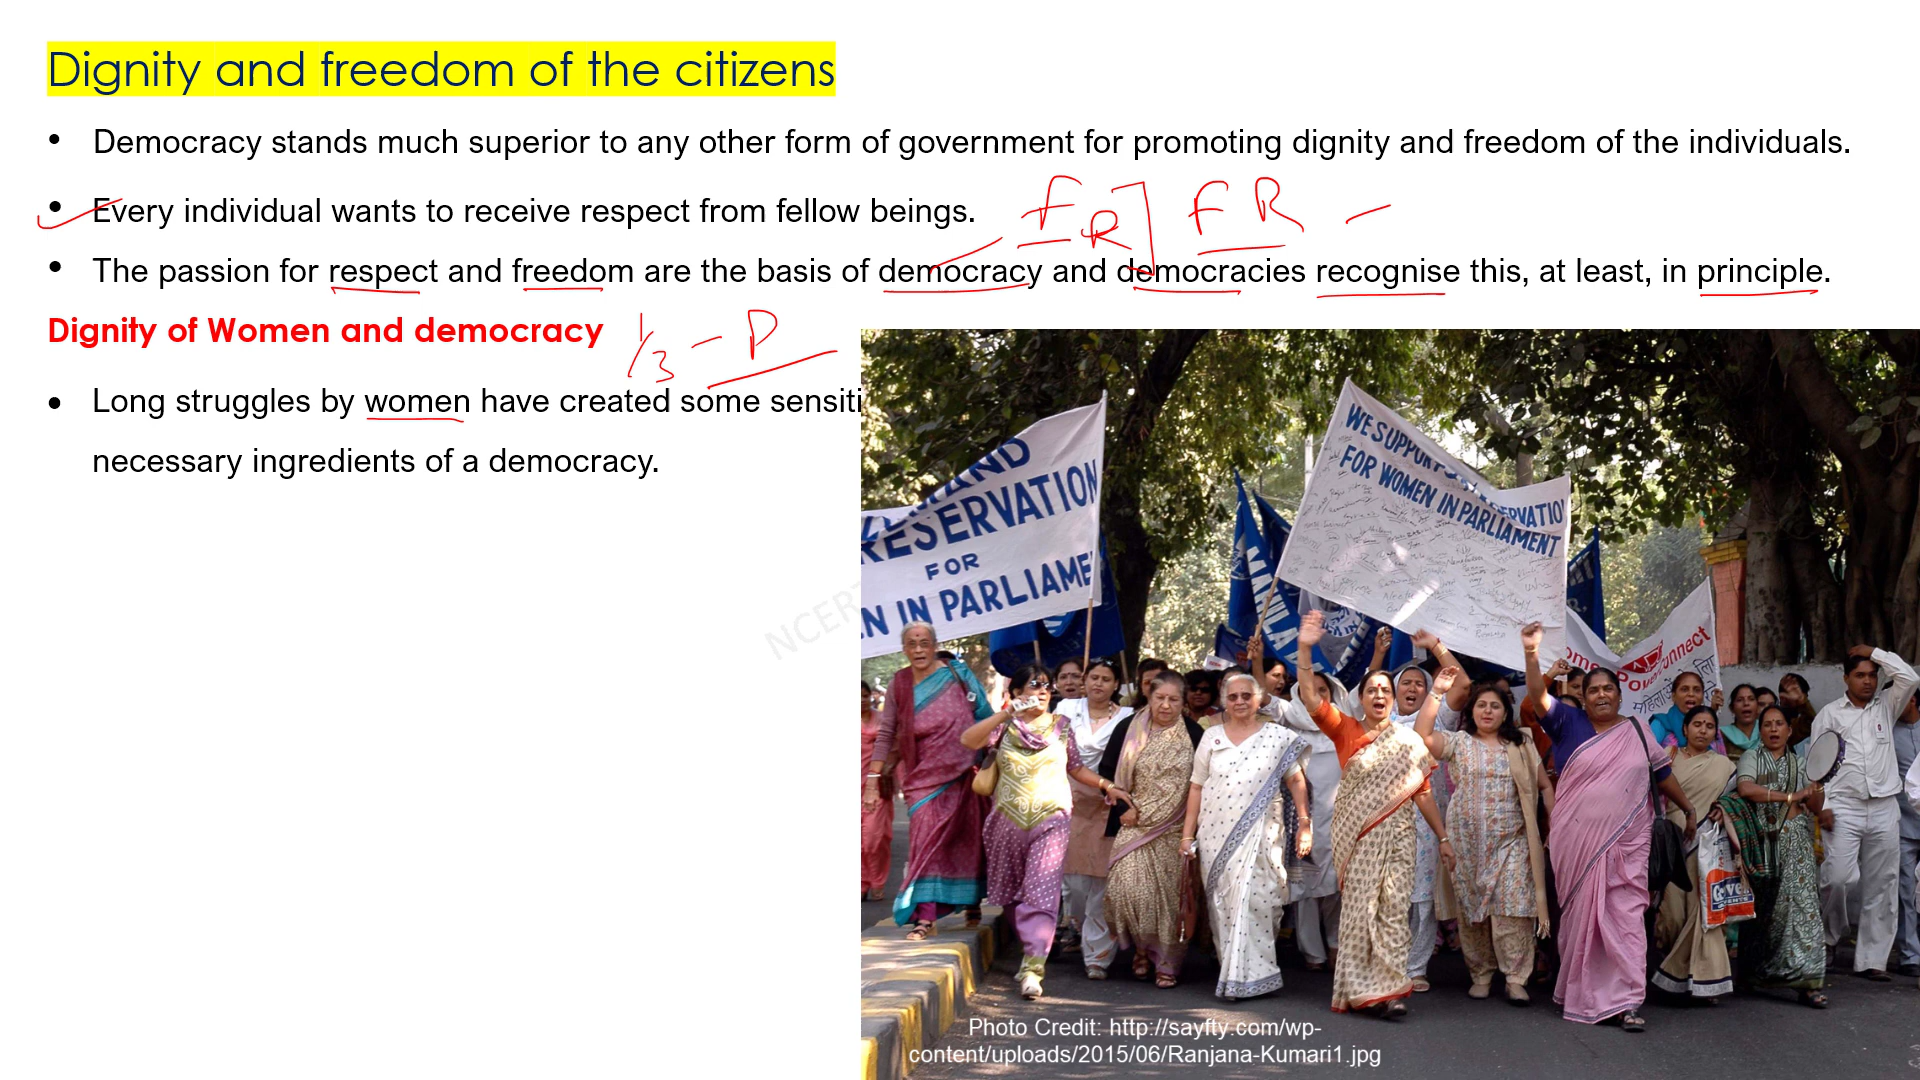 Dignity and freedom of the citizens
• Democracy stands much superior to any other form of government for promoting dignity and freedom of the individuals.
• Every individual wants to receive respect from fellow beings.
FR FR
• The passion for respect and freedom are the basis of democracy and democracies recognise this, at least, in principle.
Dignity of Women and democracy
1/3 - P
• Long struggles by women have created some sensiti
necessary ingredients of a democracy.
NCERT
RESERVATION
FOR
N IN PARLIAME
WE SUPPORT
RVATIO
FOR WOMEN IN PARLIAMENT
Photo Credit: http://sayfty.com/wp-
content/uploads/2015/06/Ranjana-Kumari1.jpg